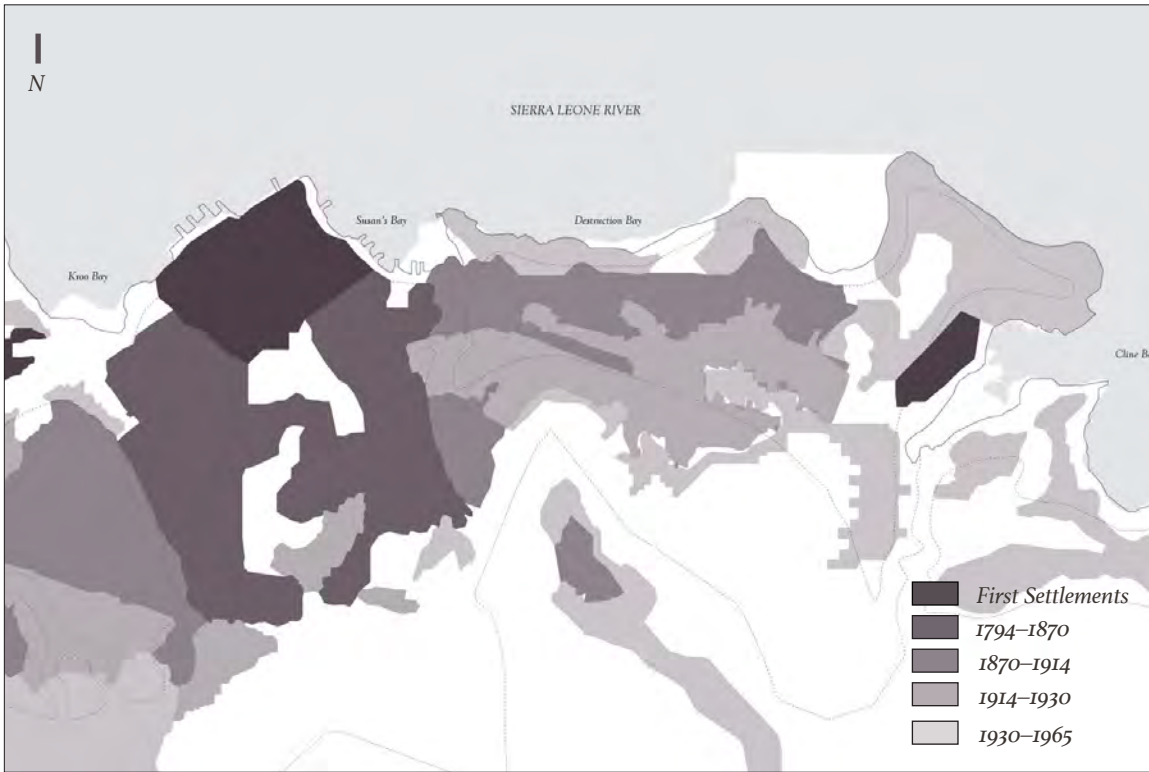 N
SIERRA LEONE RIVER
Susan's Bay
Destruction Bay
Kroo Bay
Cline B
First Settlements
1794–1870
1870–1914
1914–1930
1930–1965